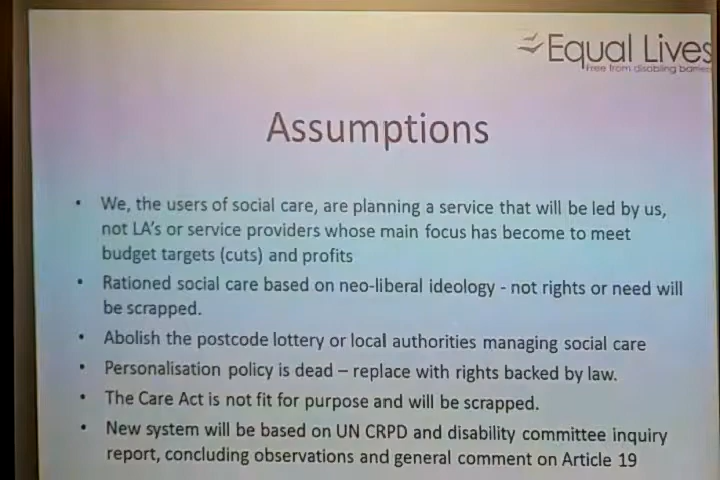 Equal Lives
Free from disabling barriers
Assumptions
• We, the users of social care, are planning a service that will be led by us,
not LA's or service providers whose main focus has become to meet
budget targets (cuts) and profits
• Rationed social care based on neo-liberal ideology - not rights or need will
be scrapped.
• Abolish the postcode lottery or local authorities managing social care
• Personalisation policy is dead – replace with rights backed by law.
• The Care Act is not fit for purpose and will be scrapped.
• New system will be based on UN CRPD and disability committee inquiry
report, concluding observations and general comment on Article 19